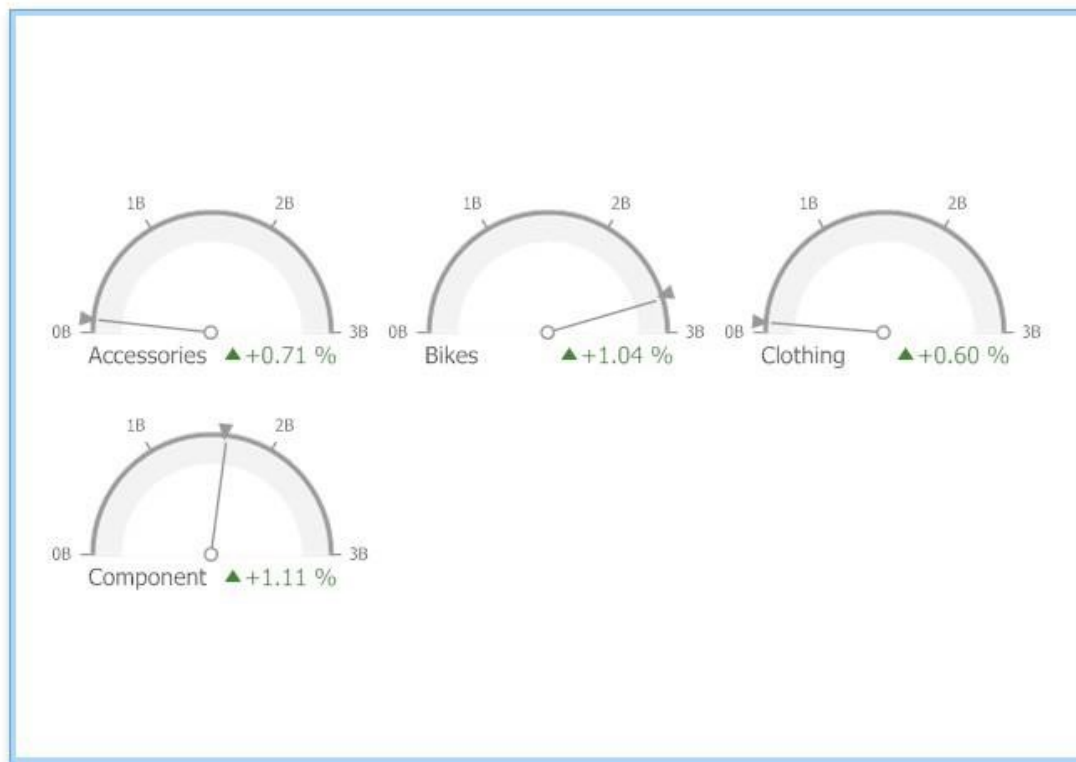 1B 2B 1B 2B 1B 2B
0B 3B 0B 3B 0B 3B
Accessories ▲+0.71 % Bikes ▲+1.04 % Clothing ▲+0.60 %
1B 2B
0B 3B
Component ▲+1.11 %